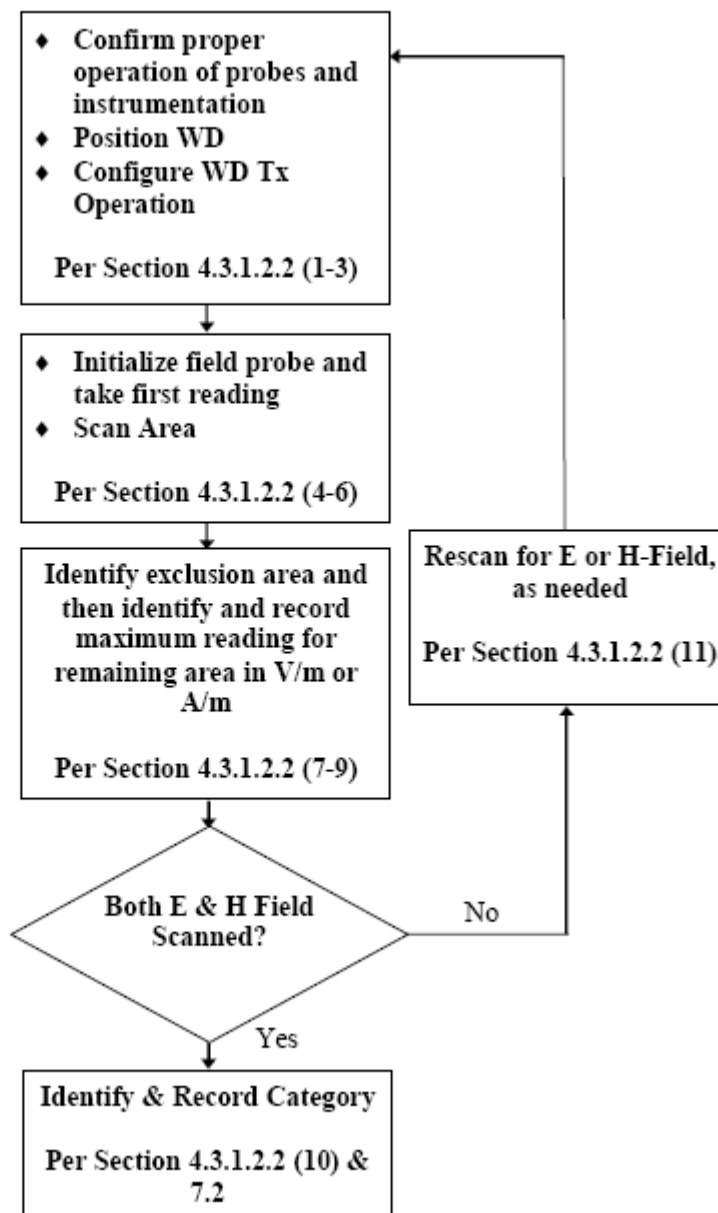 ♦ Confirm proper
operation of probes and
instrumentation
♦ Position WD
♦ Configure WD Tx
Operation
Per Section 4.3.1.2.2 (1-3)
♦ Initialize field probe and
take first reading
♦ Scan Area
Per Section 4.3.1.2.2 (4-6)
Identify exclusion area and
then identify and record
maximum reading for
remaining area in V/m or
A/m
Per Section 4.3.1.2.2 (7-9)
Rescan for E or H-Field,
as needed
Per Section 4.3.1.2.2 (11)
Both E & H Field
Scanned?
No
Yes
Identify & Record Category
Per Section 4.3.1.2.2 (10) &
7.2